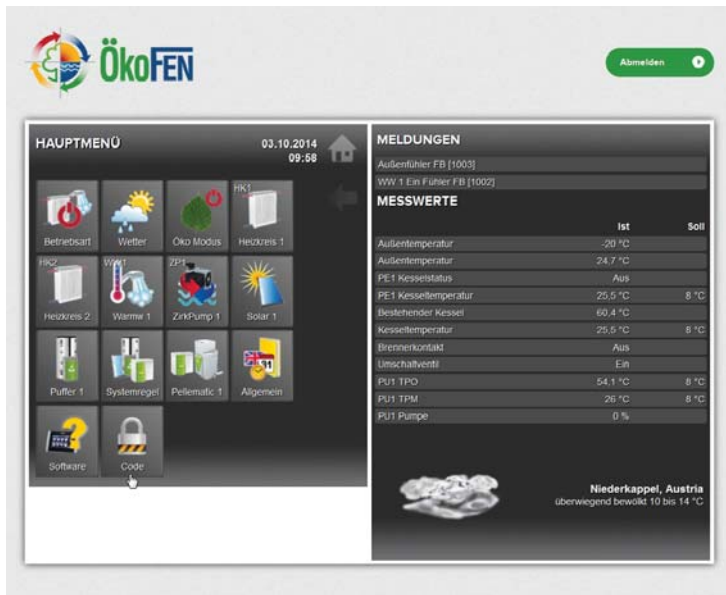 ÖkoFEN
Abmelden
HAUPTMENÜ
03.10.2014
09:58
Betriebsart
Wetter
Öko Modus
HK1
Heizkreis 1
HK2
Heizkreis 2
WW1
Warmw 1
ZP1
ZirkPump 1
Solar 1
Puffer 1
Systemregel
Pellematic 1
31
Allgemein
Software
Code
MELDUNGEN
Außenfühler FB [1003]
WW 1 Ein Fühler FB [1002]
MESSWERTE
Ist Soll
Außentemperatur -20 °C
Außentemperatur 24,7 °C
PE1 Kesselstatus Aus
PE1 Kesseltemperatur 25,5 °C 8 °C
Bestehender Kessel 60,4 °C
Kesseltemperatur 25,5 °C 8 °C
Brennerkontakt Aus
Umschaltventil Ein
PU1 TPO 54,1 °C 8 °C
PU1 TPM 26 °C 8 °C
PU1 Pumpe 0 %
Niederkappel, Austria
überwiegend bewölkt 10 bis 14 °C